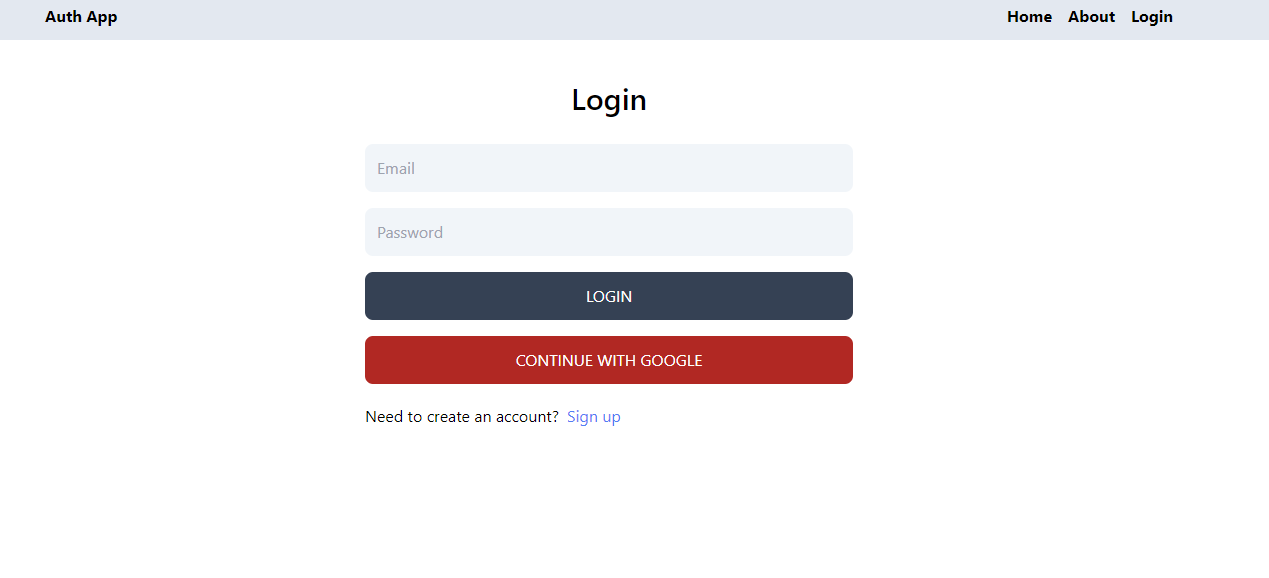 Auth App Home About Login
Login
Email
Password
LOGIN
CONTINUE WITH GOOGLE
Need to create an account? Sign up